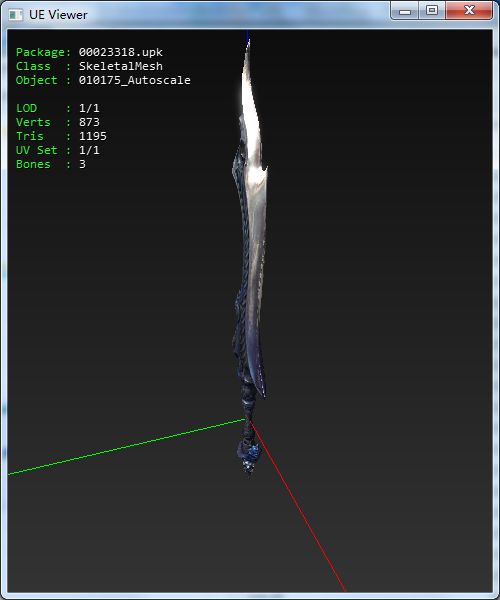 UE Viewer
Package: 00023318.upk
Class : SkeletalMesh
Object : 010175_Autoscale
LOD : 1/1
Verts : 873
Tris : 1195
UV Set : 1/1
Bones : 3